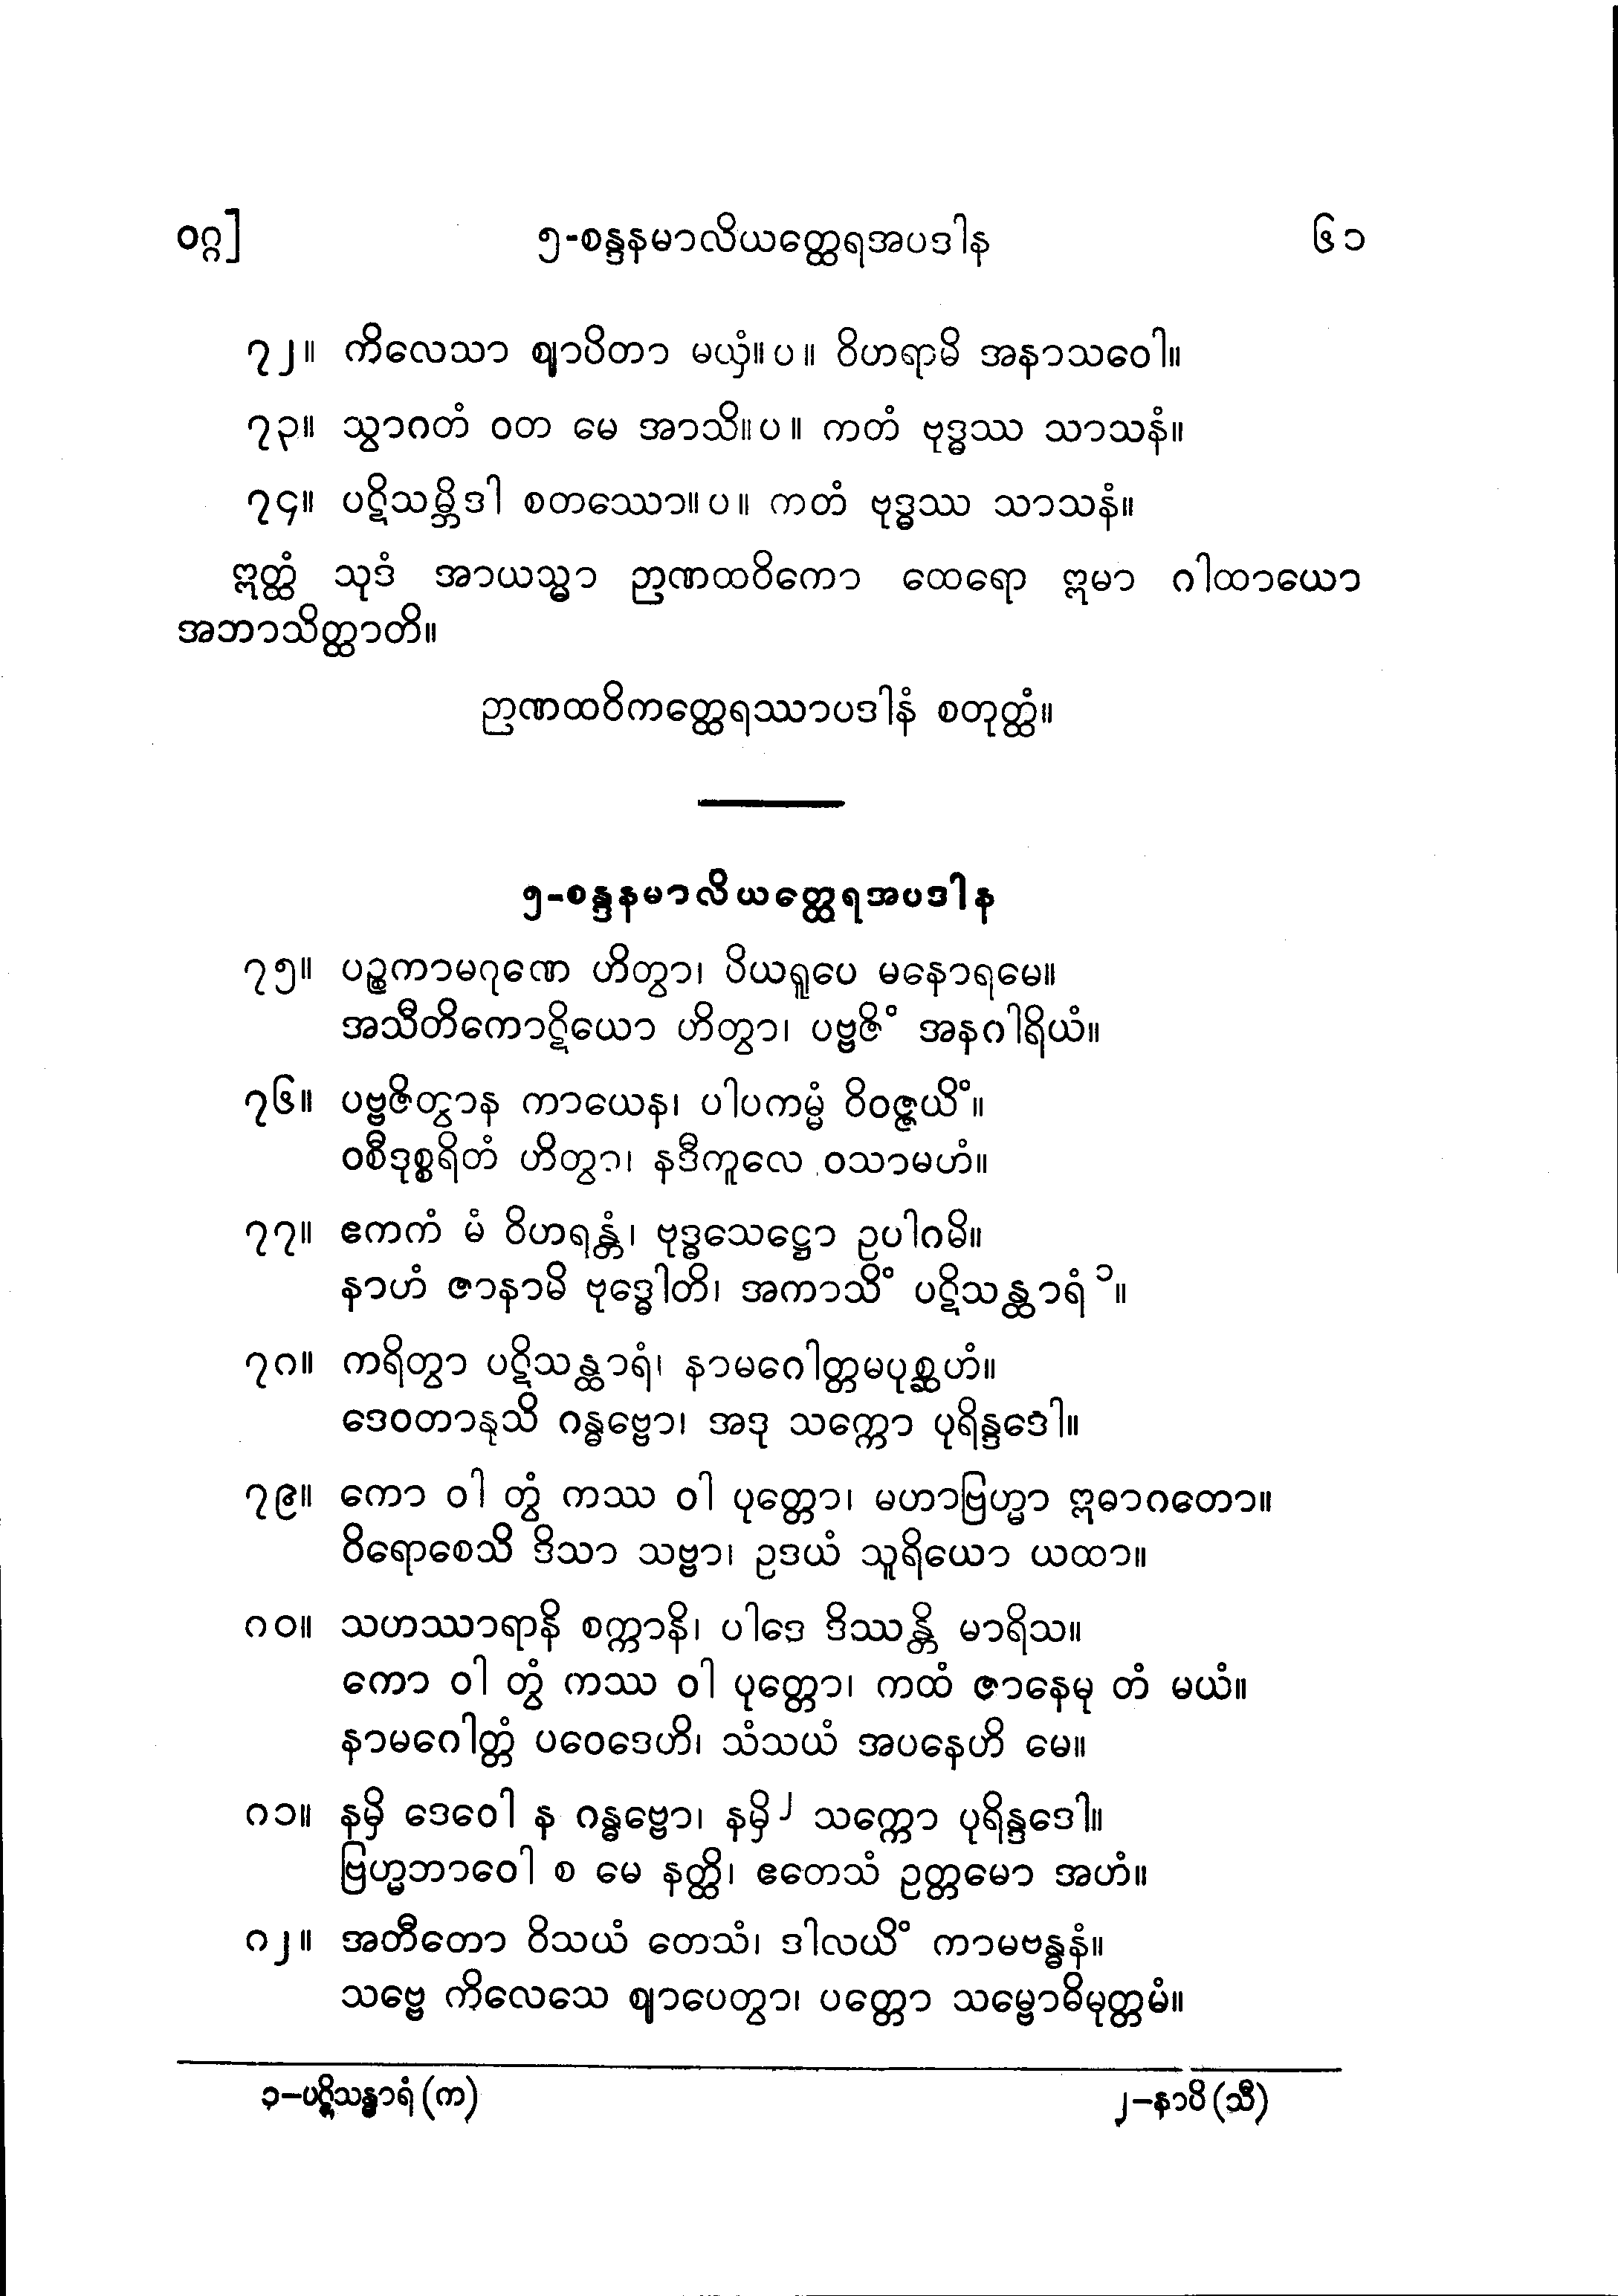 ဝဂ္ဂ] ၅-စန္ဒနမာလိယတ္ထေရအပဒါန ၆၁
၇၂။ ကိလေသာ ဈာပိတာ မယှံ။ပ။ ဝိဟရာမိ အနာသဝေါ။
၇၃။ သွာဂတံ ဝတ မေ အာသိ။ပ။ ကတံ ဗုဒ္ဓဿ သာသနံ။
၇၄။ ပဋိသမ္ဘိဒါ စတဿော။ပ။ ကတံ ဗုဒ္ဓဿ သာသနံ။
ဣတ္ထံ သုဒံ အာယသ္မာ ဉာဏထဝိကော ထေရော ဣမာ ဂါထာယော
အဘာသိတ္ထာတိ။
ဉာဏထဝိကတ္ထေရဿာပဒါနံ စတုတ္ထံ။
၅-စန္ဒနမာလိယတ္ထေရအပဒါန
၇၅။ ပဉ္စကာမဂုဏေ ဟိတွာ၊ ပိယရူပေ မနောရမေ။
အသီတိကောဋိယော ဟိတွာ၊ ပဗ္ဗဇိံ အနဂါရိယံ။
၇၆။ ပဗ္ဗဇိတွာန ကာယေန၊ ပါပကမ္မံ ဝိဝဇ္ဇယိံ။
ဝစီဒုစ္စရိတံ ဟိတွာ၊ နဒီကူလေ ဝသာမဟံ။
၇၇။ ဧကကံ မံ ဝိဟရန္တံ၊ ဗုဒ္ဓသေဋ္ဌော ဥပါဂမိ။
နာဟံ ဇာနာမိ ဗုဒ္ဓေါတိ၊ အကာသိံ ပဋိသန္ထာရံ ၁။
၇၈။ ကရိတွာ ပဋိသန္ထာရံ၊ နာမဂေါတ္တမပုစ္ဆဟံ။
ဒေဝတာနုသိ ဂန္ဓဗ္ဗော၊ အဒု သက္ကော ပုရိန္ဒဒေါ။
၇၉။ ကော ဝါ တွံ ကဿ ဝါ ပုတ္တော၊ မဟာဗြဟ္မာ ဣဓာဂတော။
ဝိရောစေသိ ဒိသာ သဗ္ဗာ၊ ဥဒယံ သူရိယော ယထာ။
၈၀။ သဟဿာရာနိ စက္ကာနိ၊ ပါဒေ ဒိဿန္တိ မာရိသ။
ကော ဝါ တွံ ကဿ ဝါ ပုတ္တော၊ ကထံ ဇာနေမု တံ မယံ။
နာမဂေါတ္တံ ပဝေဒေဟိ၊ သံသယံ အပနေဟိ မေ။
၈၁။ နမှိ ဒေဝေါ န ဂန္ဓဗ္ဗော၊ နမှိ ၂ သက္ကော ပုရိန္ဒဒေါ။
ဗြဟ္မဘာဝေါ စ မေ နတ္ထိ၊ ဧတေသံ ဥတ္တမော အဟံ။
၈၂။ အတီတော ဝိသယံ တေသံ၊ ဒါလယိံ ကာမဗန္ဓနံ။
သဗ္ဗေ ကိလေသေ ဈာပေတွာ၊ ပတ္တော သမ္ဗောဓိမုတ္တမံ။
၁–ပဋိသန္ဓာရံ (က) ၂–နာပိ (သီ)